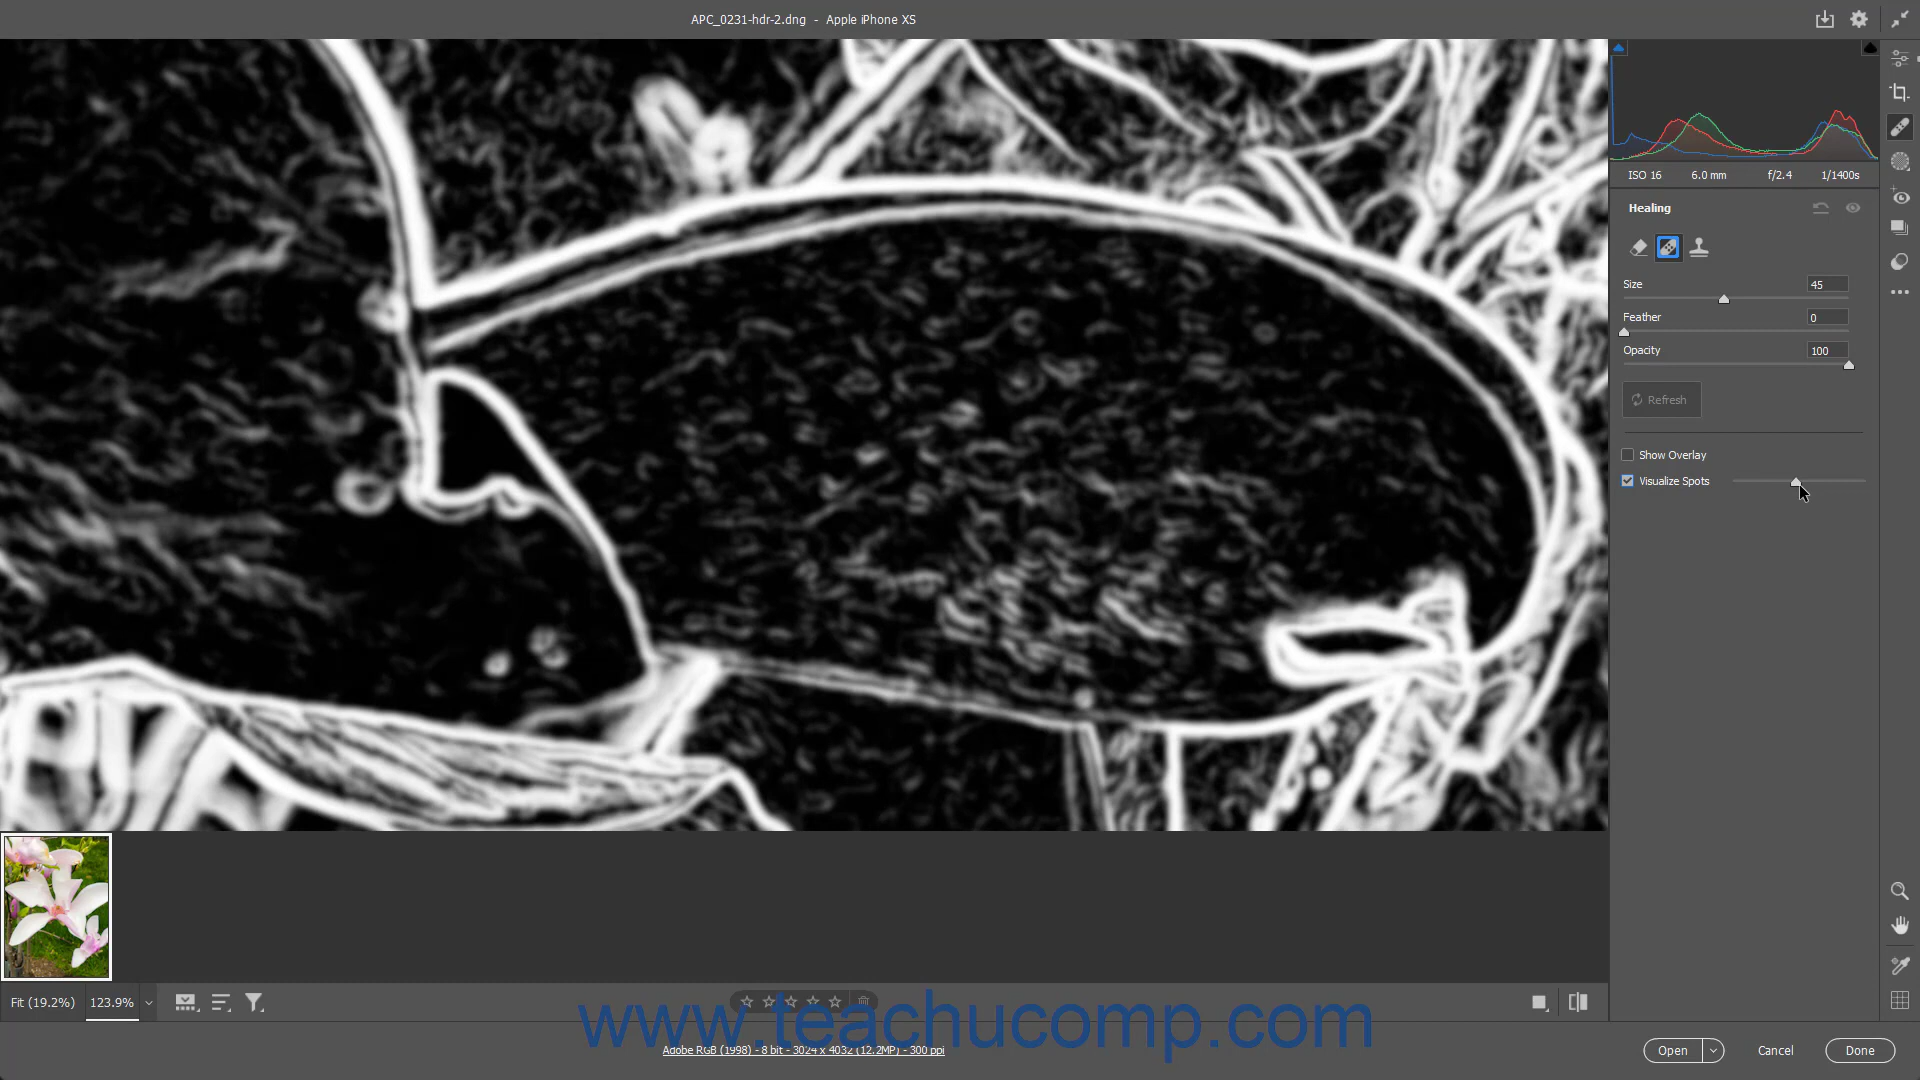 APC_0231-hdr-2.dng - Apple iPhone XS
ISO 16 6.0 mm f/2.4 1/1400s
Healing
Size 45
Feather 0
Opacity 100
Refresh
Show Overlay
Visualize Spots
Fit (19.2%) 123.9%
www.teachucomp.com
Adobe RGB (1998) - 8 bit - 3024 x 4032 (12.2MP) - 300 ppi
Open Cancel Done